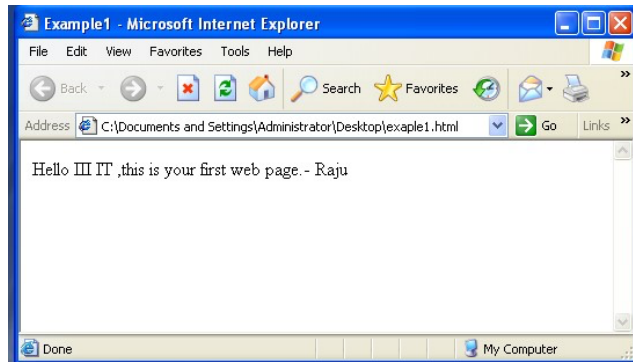 Example1 - Microsoft Internet Explorer
File Edit View Favorites Tools Help
Back Search Favorites »
Address C:\Documents and Settings\Administrator\Desktop\exaple1.html Go Links »
Hello III IT ,this is your first web page.- Raju
Done My Computer